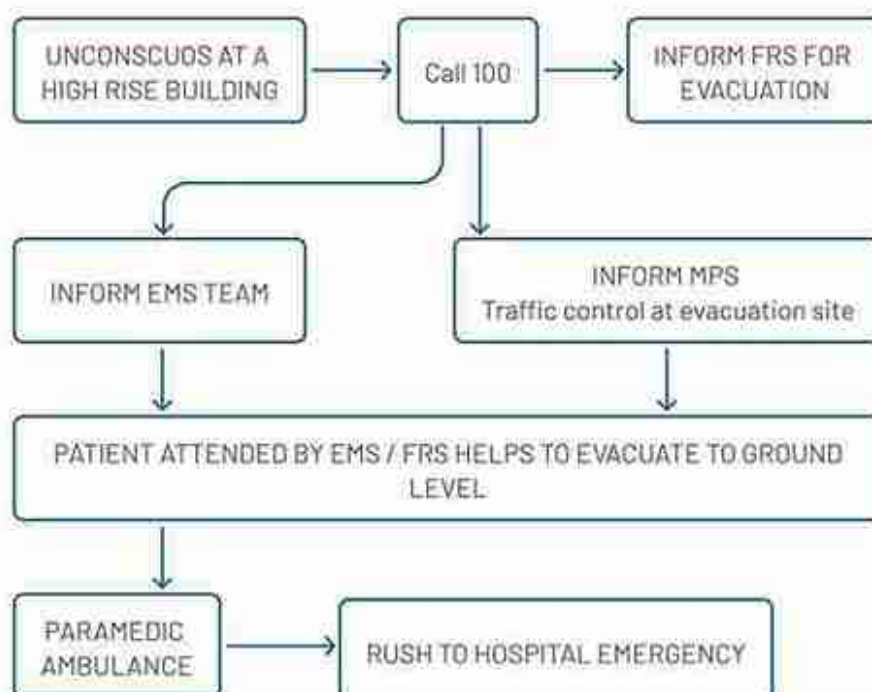 UNCONSCUOS AT A
HIGH RISE BUILDING
Call 100
INFORM FRS FOR
EVACUATION
INFORM EMS TEAM
INFORM MPS
Traffic control at evacuation site
PATIENT ATTENDED BY EMS / FRS HELPS TO EVACUATE TO GROUND
LEVEL
PARAMEDIC
AMBULANCE
RUSH TO HOSPITAL EMERGENCY